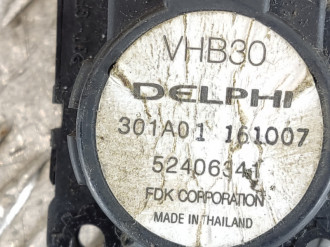 VHB30
DELPHI
301A01 161007
52406341
FDK CORPORATION
MADE IN THAILAND